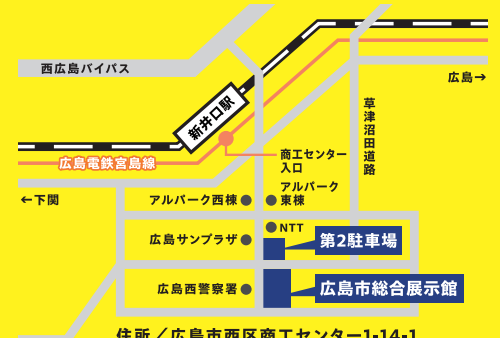 西広島バイパス
広島→
新井口駅
草津沼田道路
広島電鉄宮島線
商工センター
入口
←下関
アルパーク西棟
アルパーク
東棟
NTT
広島サンプラザ
第2駐車場
広島西警察署
広島市総合展示館
住所／広島市西区商工センター1-14-1